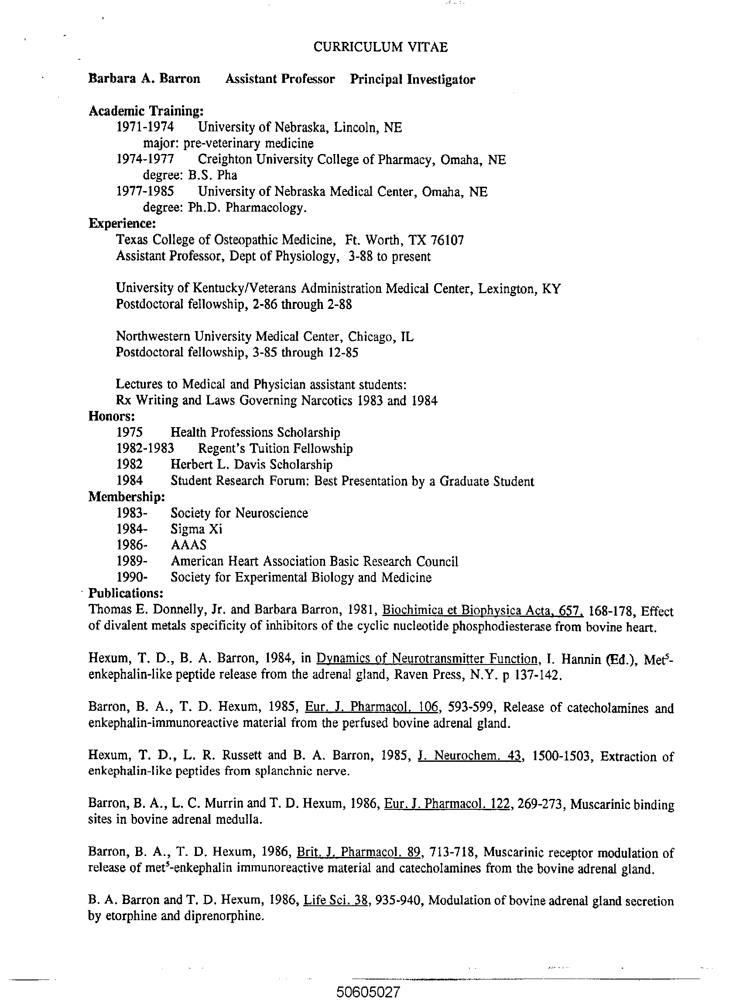 CURRICULUM VITAE
Barbara A. Barron Assistant Professor Principal Investigator
Academic Training:
1971-1974 University of Nebraska, Lincoln, NE
major: pre-veterinary medicine
1974-1977 Creighton University College of Pharmacy, Omaha, NE
degree: B.S. Pha
1977-1985 University of Nebraska Medical Center, Omaha, NE
degree: Ph.D. Pharmacology.
Experience:
Texas College of Osteopathic Medicine, Ft. Worth, TX 76107
Assistant Professor, Dept of Physiology, 3-88 to present
University of Kentucky/Veterans Administration Medical Center, Lexington, KY
Postdoctoral fellowship, 2-86 through 2-88
Northwestern University Medical Center, Chicago, IL
Postdoctoral fellowship, 3-85 through 12-85
Lectures to Medical and Physician assistant students:
Rx Writing and Laws Governing Narcotics 1983 and 1984
Honors:
1975 Health Professions Scholarship
1982-1983 Regent's Tuition Fellowship
1982 Herbert L. Davis Scholarship
1984 Student Research Forum: Best Presentation by a Graduate Student
Membership:
1983- Society for Neuroscience
1984- Sigma Xi
1986- AAAS
1989- American Heart Association Basic Research Council
1990- Society for Experimental Biology and Medicine
Publications:
Thomas E. Donnelly, Jr. and Barbara Barron, 1981, Biochimica et Biophysica Acta, 657, 168-178, Effect
of divalent metals specificity of inhibitors of the cyclic nucleotide phosphodiesterase from bovine heart.
Hexum, T. D., B. A. Barron, 1984, in Dynamics of Neurotransmitter Function, I. Hannin (Ed.), Met⁵-
enkephalin-like peptide release from the adrenal gland, Raven Press, N.Y. p 137-142.
Barron, B. A., T. D. Hexum, 1985, Eur. J. Pharmacol. 106, 593-599, Release of catecholamines and
enkephalin-immunoreactive material from the perfused bovine adrenal gland.
Hexum, T. D., L. R. Russett and B. A. Barron, 1985, J. Neurochem. 43, 1500-1503, Extraction of
enkephalin-like peptides from splanchnic nerve.
Barron, B. A., L. C. Murrin and T. D. Hexum, 1986, Eur. J. Pharmacol. 122, 269-273, Muscarinic binding
sites in bovine adrenal medulla.
Barron, B. A., T. D. Hexum, 1986, Brit. J. Pharmacol. 89, 713-718, Muscarinic receptor modulation of
release of met⁵-enkephalin immunoreactive material and catecholamines from the bovine adrenal gland.
B. A. Barron and T. D. Hexum, 1986, Life Sci. 38, 935-940, Modulation of bovine adrenal gland secretion
by etorphine and diprenorphine.
50605027